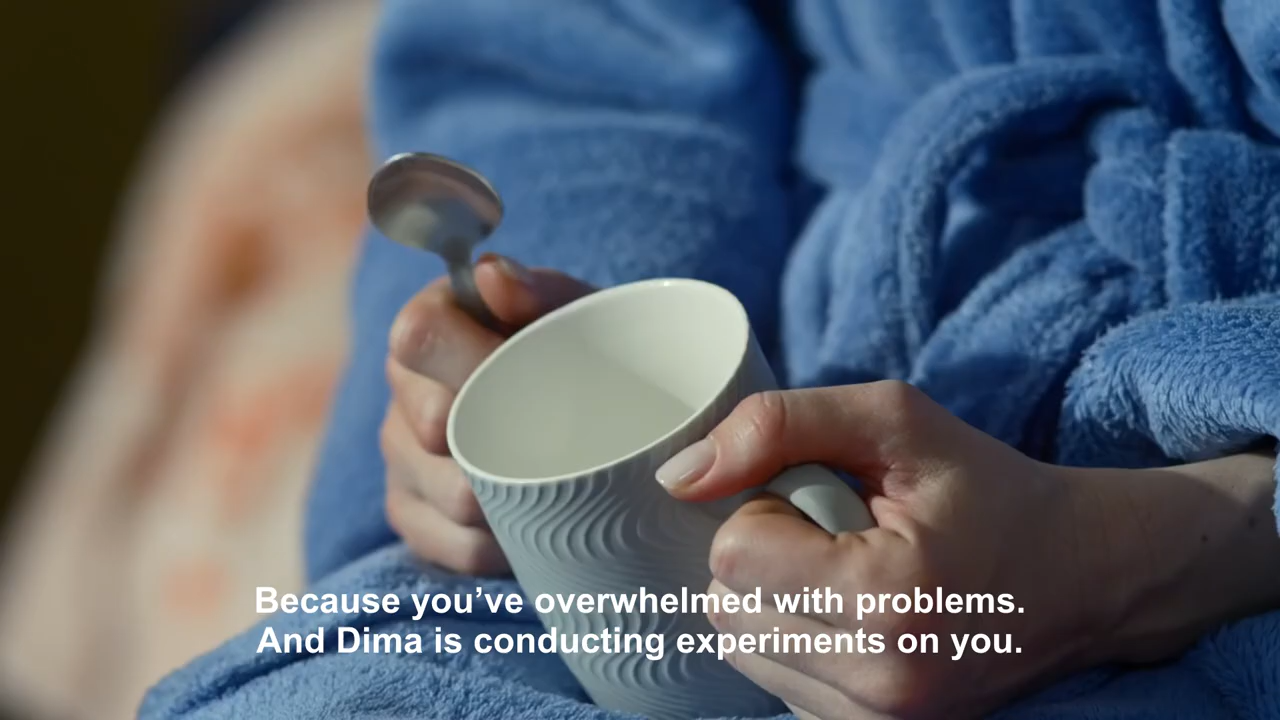 Because you’ve overwhelmed with problems.
And Dima is conducting experiments on you.